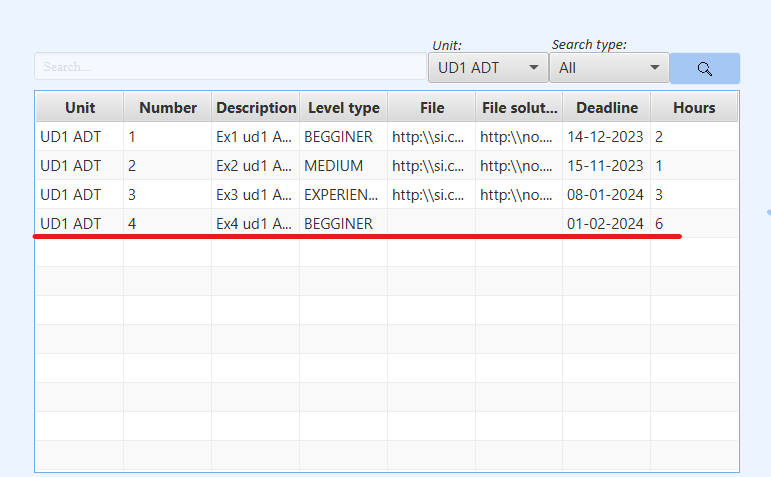 Unit: Search type:
Search... UD1 ADT All
Unit Number Description Level type File File solut... Deadline Hours
UD1 ADT 1 Ex1 ud1 A... BEGGINER http:\\si.c... http:\\no.... 14-12-2023 2
UD1 ADT 2 Ex2 ud1 A... MEDIUM http:\\si.c... http:\\no.... 15-11-2023 1
UD1 ADT 3 Ex3 ud1 A... EXPERIEN... http:\\si.c... http:\\no.... 08-01-2024 3
UD1 ADT 4 Ex4 ud1 A... BEGGINER 01-02-2024 6